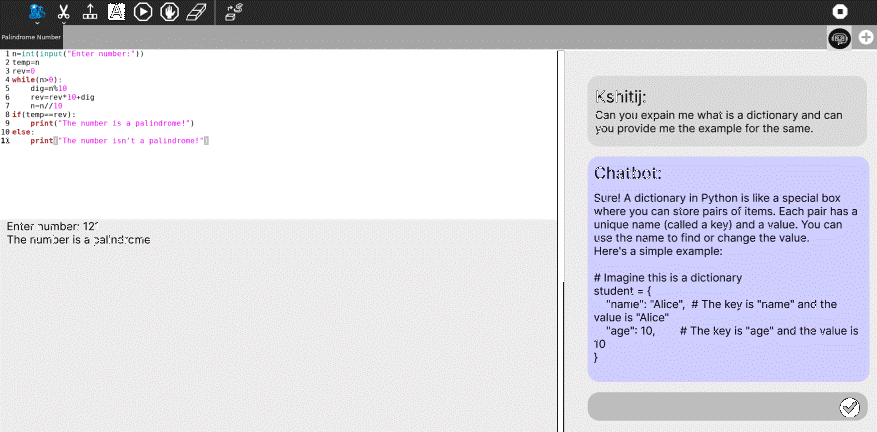 Palindrome Number
1 n=int(input("Enter number:"))
2 temp=n
3 rev=0
4 while(n>0):
5     dig=n%10
6     rev=rev*10+dig
7     n=n//10
8 if(temp==rev):
9     print("The number is a palindrome!")
10 else:
11     print("The number isn't a palindrome!")
Enter number: 121
The number is a palindrome
Kshitij:
Can you expain me what is a dictionary and can
you provide me the example for the same.
Chatbot:
Sure! A dictionary in Python is like a special box
where you can store pairs of items. Each pair has a
unique name (called a key) and a value. You can
use the name to find or change the value.
Here's a simple example:
# Imagine this is a dictionary
student = {
    "name": "Alice",  # The key is "name" and the
value is "Alice"
    "age": 10,        # The key is "age" and the value is
10
}